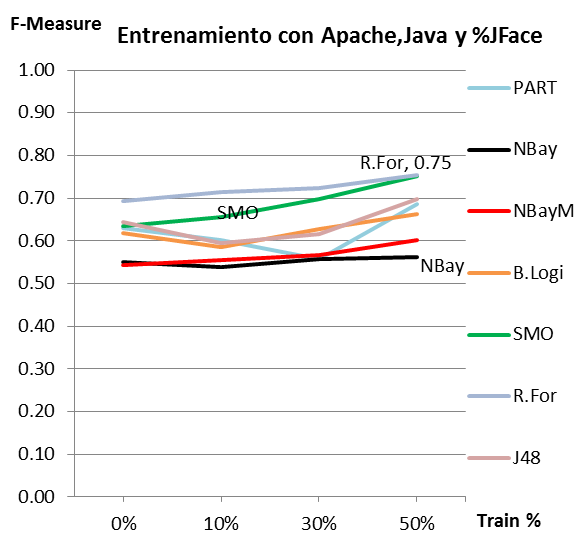 F-Measure
Entrenamiento con Apache,Java y %JFace
1.00
0.90
0.80
0.70
0.60
0.50
0.40
0.30
0.20
0.10
0.00
0%
10%
30%
50%
Train %
R.For, 0.75
SMO
NBay
PART
NBay
NBayM
B.Logi
SMO
R.For
J48